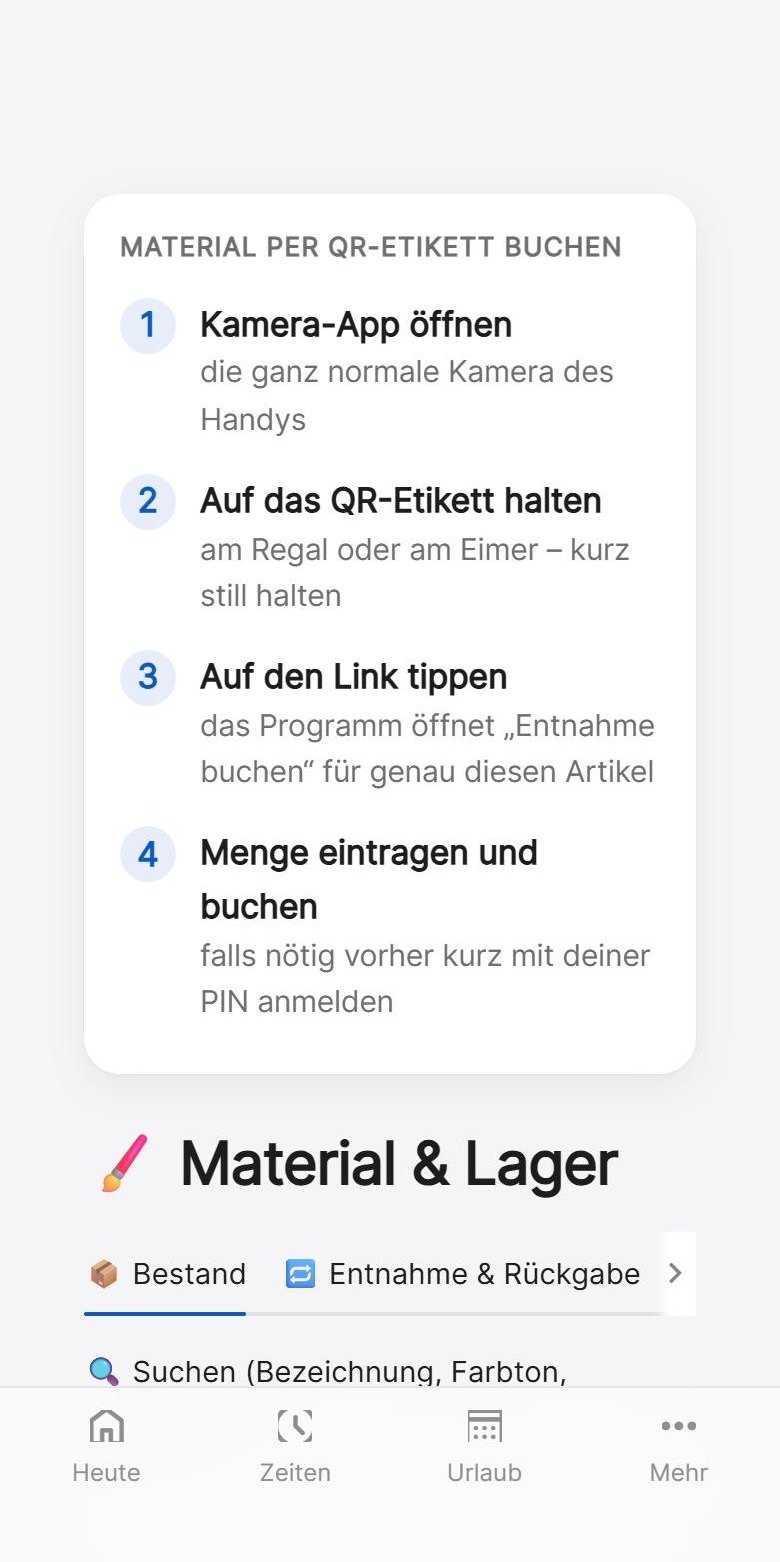 MATERIAL PER QR-ETIKETT BUCHEN
1 Kamera-App öffnen
die ganz normale Kamera des
Handys
2 Auf das QR-Etikett halten
am Regal oder am Eimer – kurz
still halten
3 Auf den Link tippen
das Programm öffnet „Entnahme
buchen“ für genau diesen Artikel
4 Menge eintragen und
buchen
falls nötig vorher kurz mit deiner
PIN anmelden
Material & Lager
Bestand Entnahme & Rückgabe
Suchen (Bezeichnung, Farbton,
Heute Zeiten Urlaub Mehr